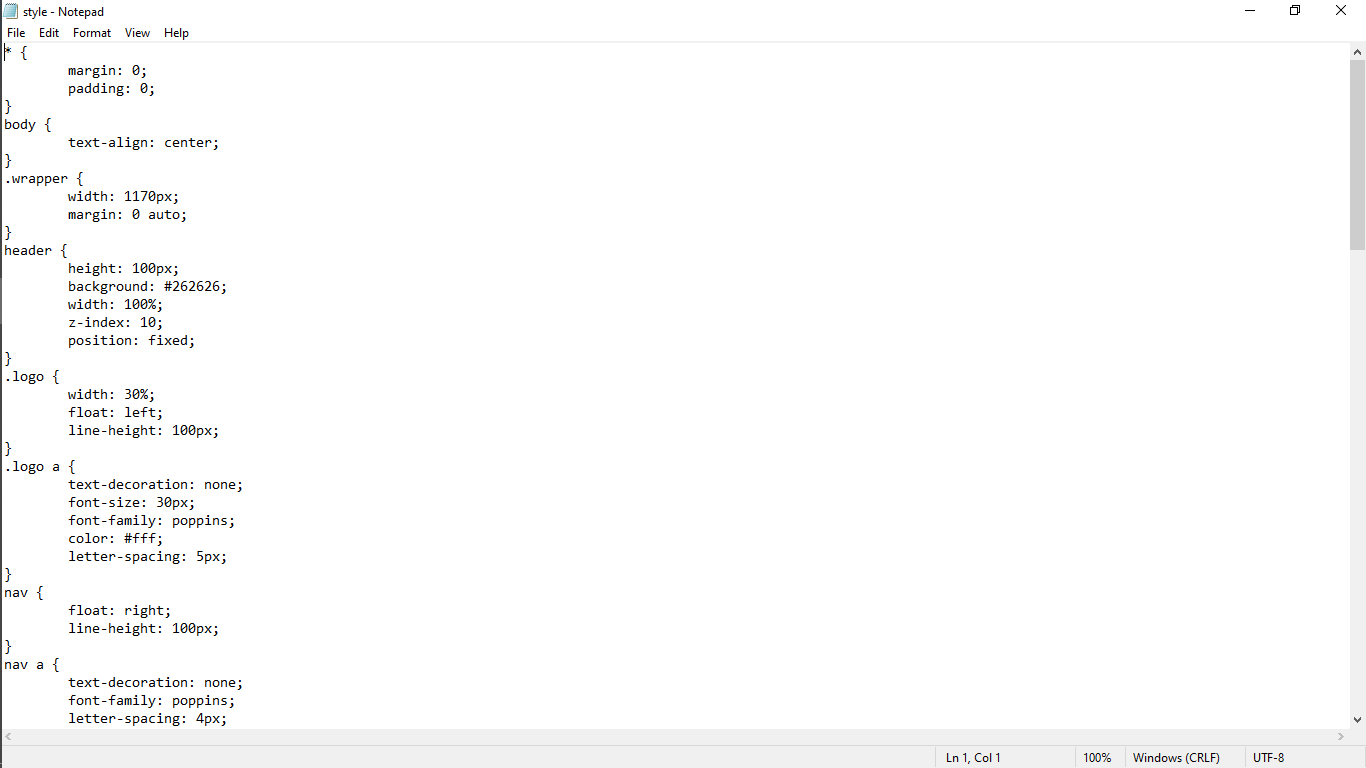 style - Notepad
File Edit Format View Help
* {
margin: 0;
padding: 0;
}
body {
text-align: center;
}
.wrapper {
width: 1170px;
margin: 0 auto;
}
header {
height: 100px;
background: #262626;
width: 100%;
z-index: 10;
position: fixed;
}
.logo {
width: 30%;
float: left;
line-height: 100px;
}
.logo a {
text-decoration: none;
font-size: 30px;
font-family: poppins;
color: #fff;
letter-spacing: 5px;
}
nav {
float: right;
line-height: 100px;
}
nav a {
text-decoration: none;
font-family: poppins;
letter-spacing: 4px;
Ln 1, Col 1 100% Windows (CRLF) UTF-8